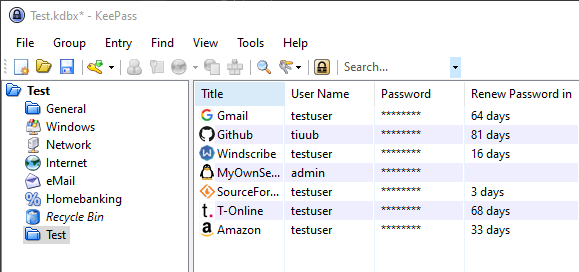 Test.kdbx* - KeePass
File Group Entry Find View Tools Help
Search...
Test
General
Windows
Network
Internet
eMail
Homebanking
Recycle Bin
Test
Title User Name Password Renew Password in
Gmail testuser ******** 64 days
Github tiuub ******** 81 days
Windscribe testuser ******** 16 days
MyOwnSe... admin ********
SourceFor... testuser ******** 3 days
T-Online testuser ******** 68 days
Amazon testuser ******** 33 days